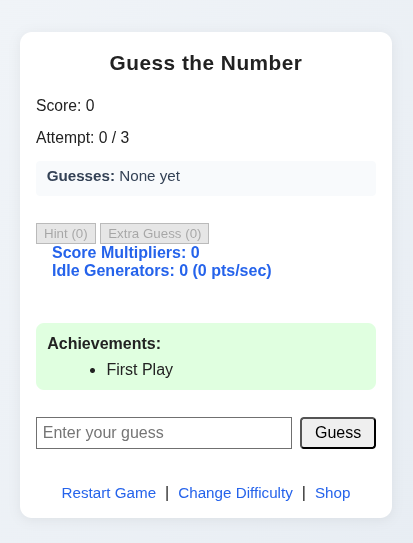 Guess the Number
Score: 0
Attempt: 0 / 3
Guesses: None yet
Hint (0) Extra Guess (0)
Score Multipliers: 0
Idle Generators: 0 (0 pts/sec)
Achievements:
• First Play
Enter your guess Guess
Restart Game | Change Difficulty | Shop